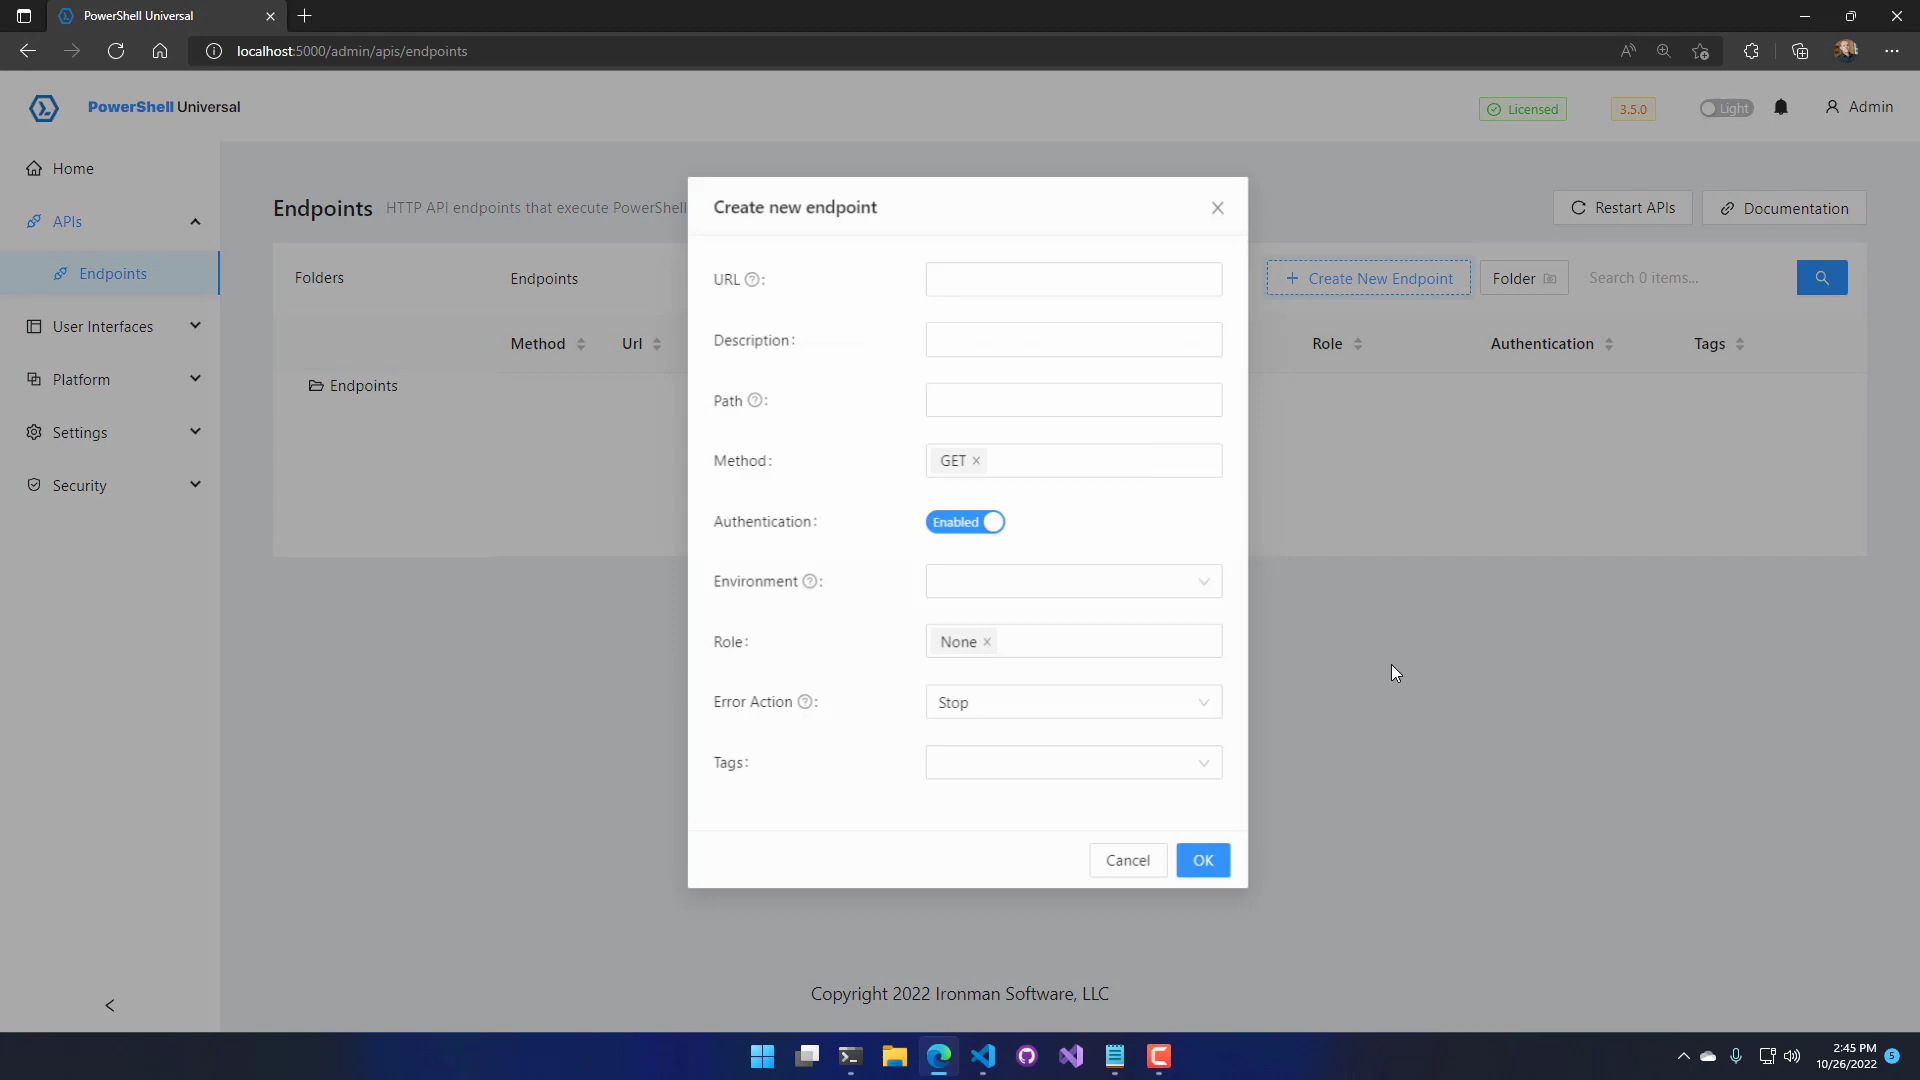 PowerShell Universal
localhost:5000/admin/apis/endpoints
PowerShell Universal
Licensed
3.5.0
Light
Admin
Home
APIs
Endpoints
User Interfaces
Platform
Settings
Security
Endpoints HTTP API endpoints that execute PowerShell
Restart APIs
Documentation
Folders
Endpoints
Create New Endpoint
Folder
Search 0 items...
Method
Url
Role
Authentication
Tags
Endpoints
Create new endpoint
URL ? :
Description:
Path ? :
Method:
GET ×
Authentication:
Enabled
Environment ? :
Role:
None ×
Error Action ? :
Stop
Tags:
Cancel
OK
Copyright 2022 Ironman Software, LLC
2:45 PM
10/26/2022
5